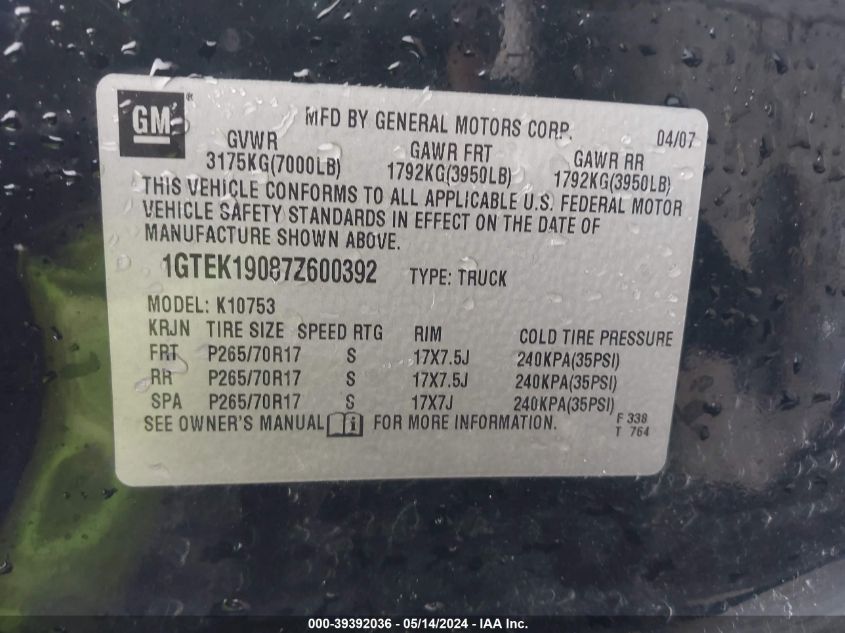 GM ® MFD BY GENERAL MOTORS CORP. 04/07
GVWR GAWR FRT GAWR RR
3175KG(7000LB) 1792KG(3950LB) 1792KG(3950LB)
THIS VEHICLE CONFORMS TO ALL APPLICABLE U.S. FEDERAL MOTOR
VEHICLE SAFETY STANDARDS IN EFFECT ON THE DATE OF
MANUFACTURE SHOWN ABOVE.
1GTEK19087Z600392 TYPE: TRUCK
MODEL: K10753
KRJN TIRE SIZE SPEED RTG RIM COLD TIRE PRESSURE
FRT P265/70R17 S 17X7.5J 240KPA(35PSI)
RR P265/70R17 S 17X7.5J 240KPA(35PSI)
SPA P265/70R17 S 17X7J 240KPA(35PSI)
SEE OWNER'S MANUAL i FOR MORE INFORMATION. F 338
T 764
000-39392036 - 05/14/2024 - IAA Inc.